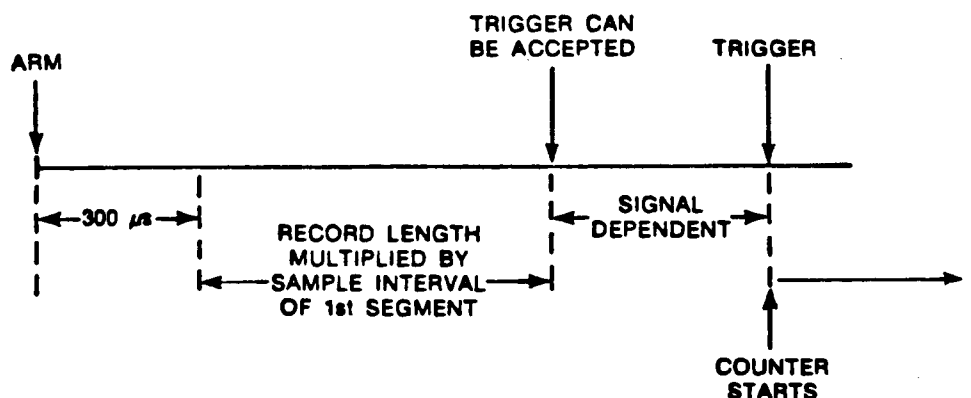 TRIGGER CAN
BE ACCEPTED
TRIGGER
ARM
300 μs
SIGNAL
DEPENDENT
RECORD LENGTH
MULTIPLIED BY
SAMPLE INTERVAL
OF 1st SEGMENT
COUNTER
STARTS